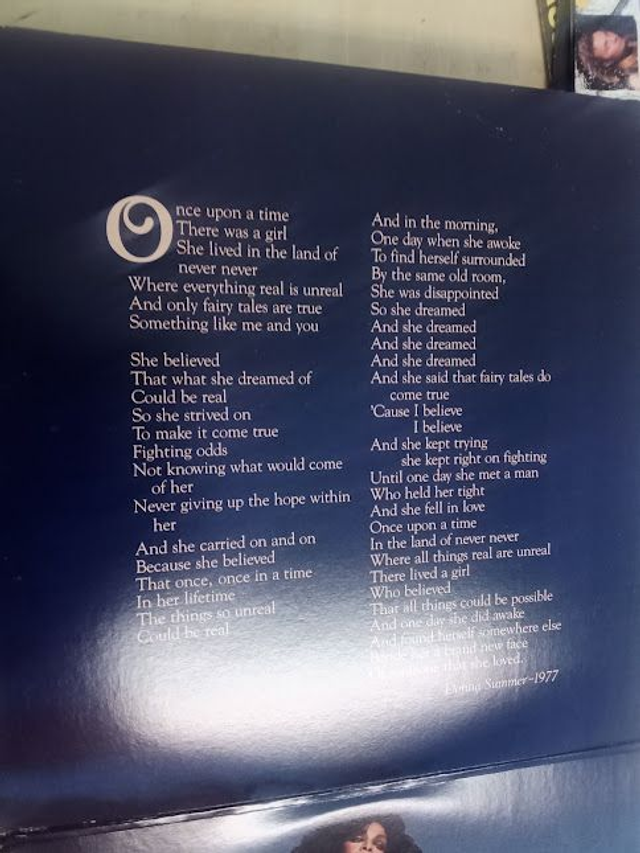 Once upon a time
There was a girl
She lived in the land of
never never
Where everything real is unreal
And only fairy tales are true
Something like me and you
She believed
That what she dreamed of
Could be real
So she strived on
To make it come true
Fighting odds
Not knowing what would come
of her
Never giving up the hope within
her
And she carried on and on
Because she believed
That once, once in a time
In her lifetime
The things so unreal
Could be real
And in the morning,
One day when she awoke
To find herself surrounded
By the same old room,
She was disappointed
So she dreamed
And she dreamed
And she dreamed
And she dreamed
And she said that fairy tales do
come true
'Cause I believe
I believe
And she kept trying
she kept right on fighting
Until one day she met a man
Who held her tight
And she fell in love
Once upon a time
In the land of never never
Where all things real are unreal
There lived a girl
Who believed
That all things could be possible
And one day she did awake
And found herself somewhere else
a brand new face
that she loved.
Donna Summer–1977